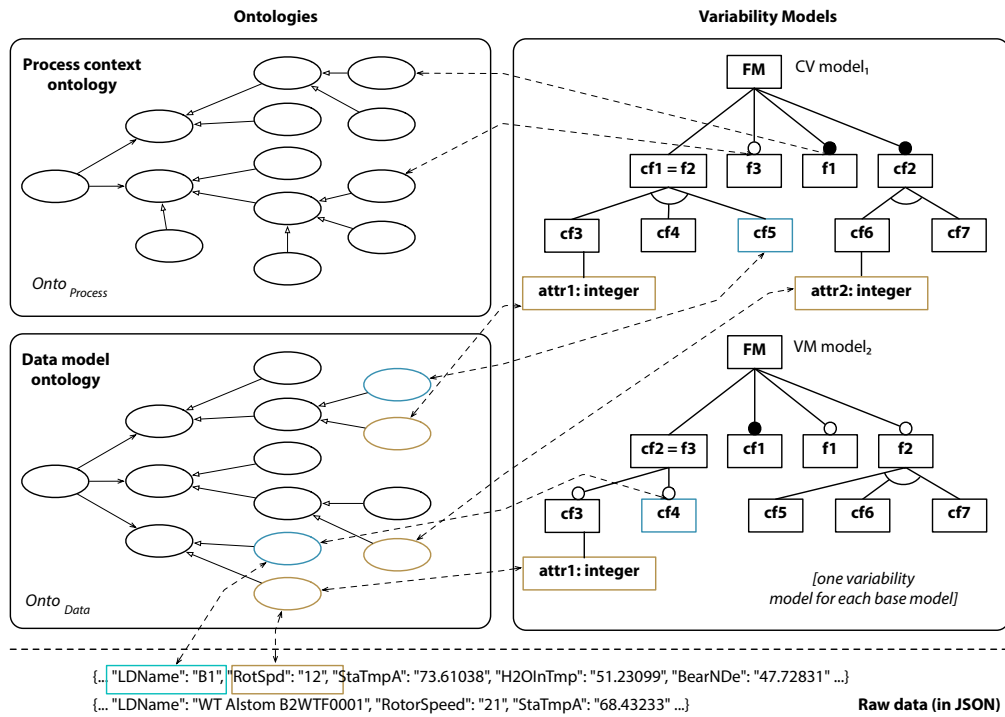 Ontologies
Variability Models
Process context
ontology
Onto Process
FM
CV model₁
cf1 = f2
f3
f1
cf2
cf3
cf4
cf5
cf6
cf7
attr1: integer
attr2: integer
Data model
ontology
Onto Data
FM
VM model₂
cf2 = f3
cf1
f1
f2
cf3
cf4
cf5
cf6
cf7
attr1: integer
[one variability
model for each base model]
{... "LDName": "B1", "RotSpd": "12", "StaTmpA": "73.61038", "H2OInTmp": "51.23099", "BearNDe": "47.72831" ...}
{... "LDName": "WT Alstom B2WTF0001", "RotorSpeed": "21", "StaTmpA": "68.43233" ...}
Raw data (in JSON)